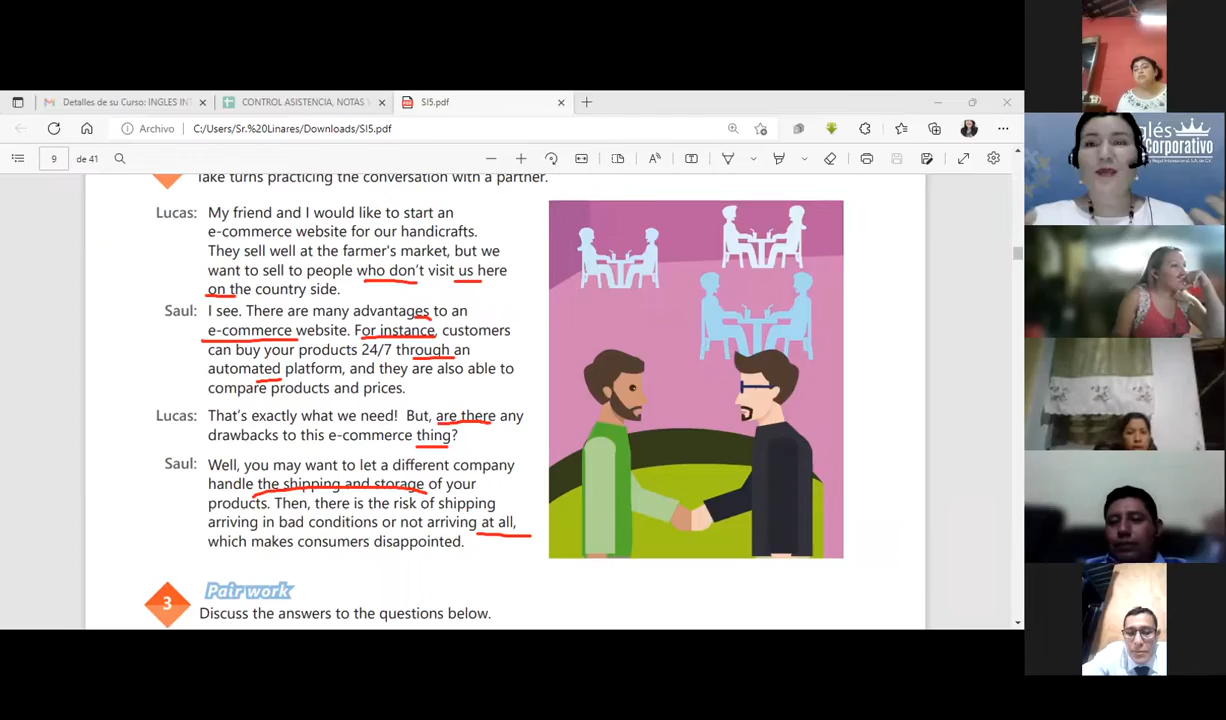 Detalles de su Curso: INGLES INT
CONTROL ASISTENCIA, NOTAS Y
SI5.pdf
Archivo
C:/Users/Sr.%20Linares/Downloads/SI5.pdf
9
de 41
Take turns practicing the conversation with a partner.
Lucas: My friend and I would like to start an
e-commerce website for our handicrafts.
They sell well at the farmer's market, but we
want to sell to people who don't visit us here
on the country side.
Saul: I see. There are many advantages to an
e-commerce website. For instance, customers
can buy your products 24/7 through an
automated platform, and they are also able to
compare products and prices.
Lucas: That's exactly what we need! But, are there any
drawbacks to this e-commerce thing?
Saul: Well, you may want to let a different company
handle the shipping and storage of your
products. Then, there is the risk of shipping
arriving in bad conditions or not arriving at all,
which makes consumers disappointed.
3
Pair work
Discuss the answers to the questions below.
glés
Corporativo